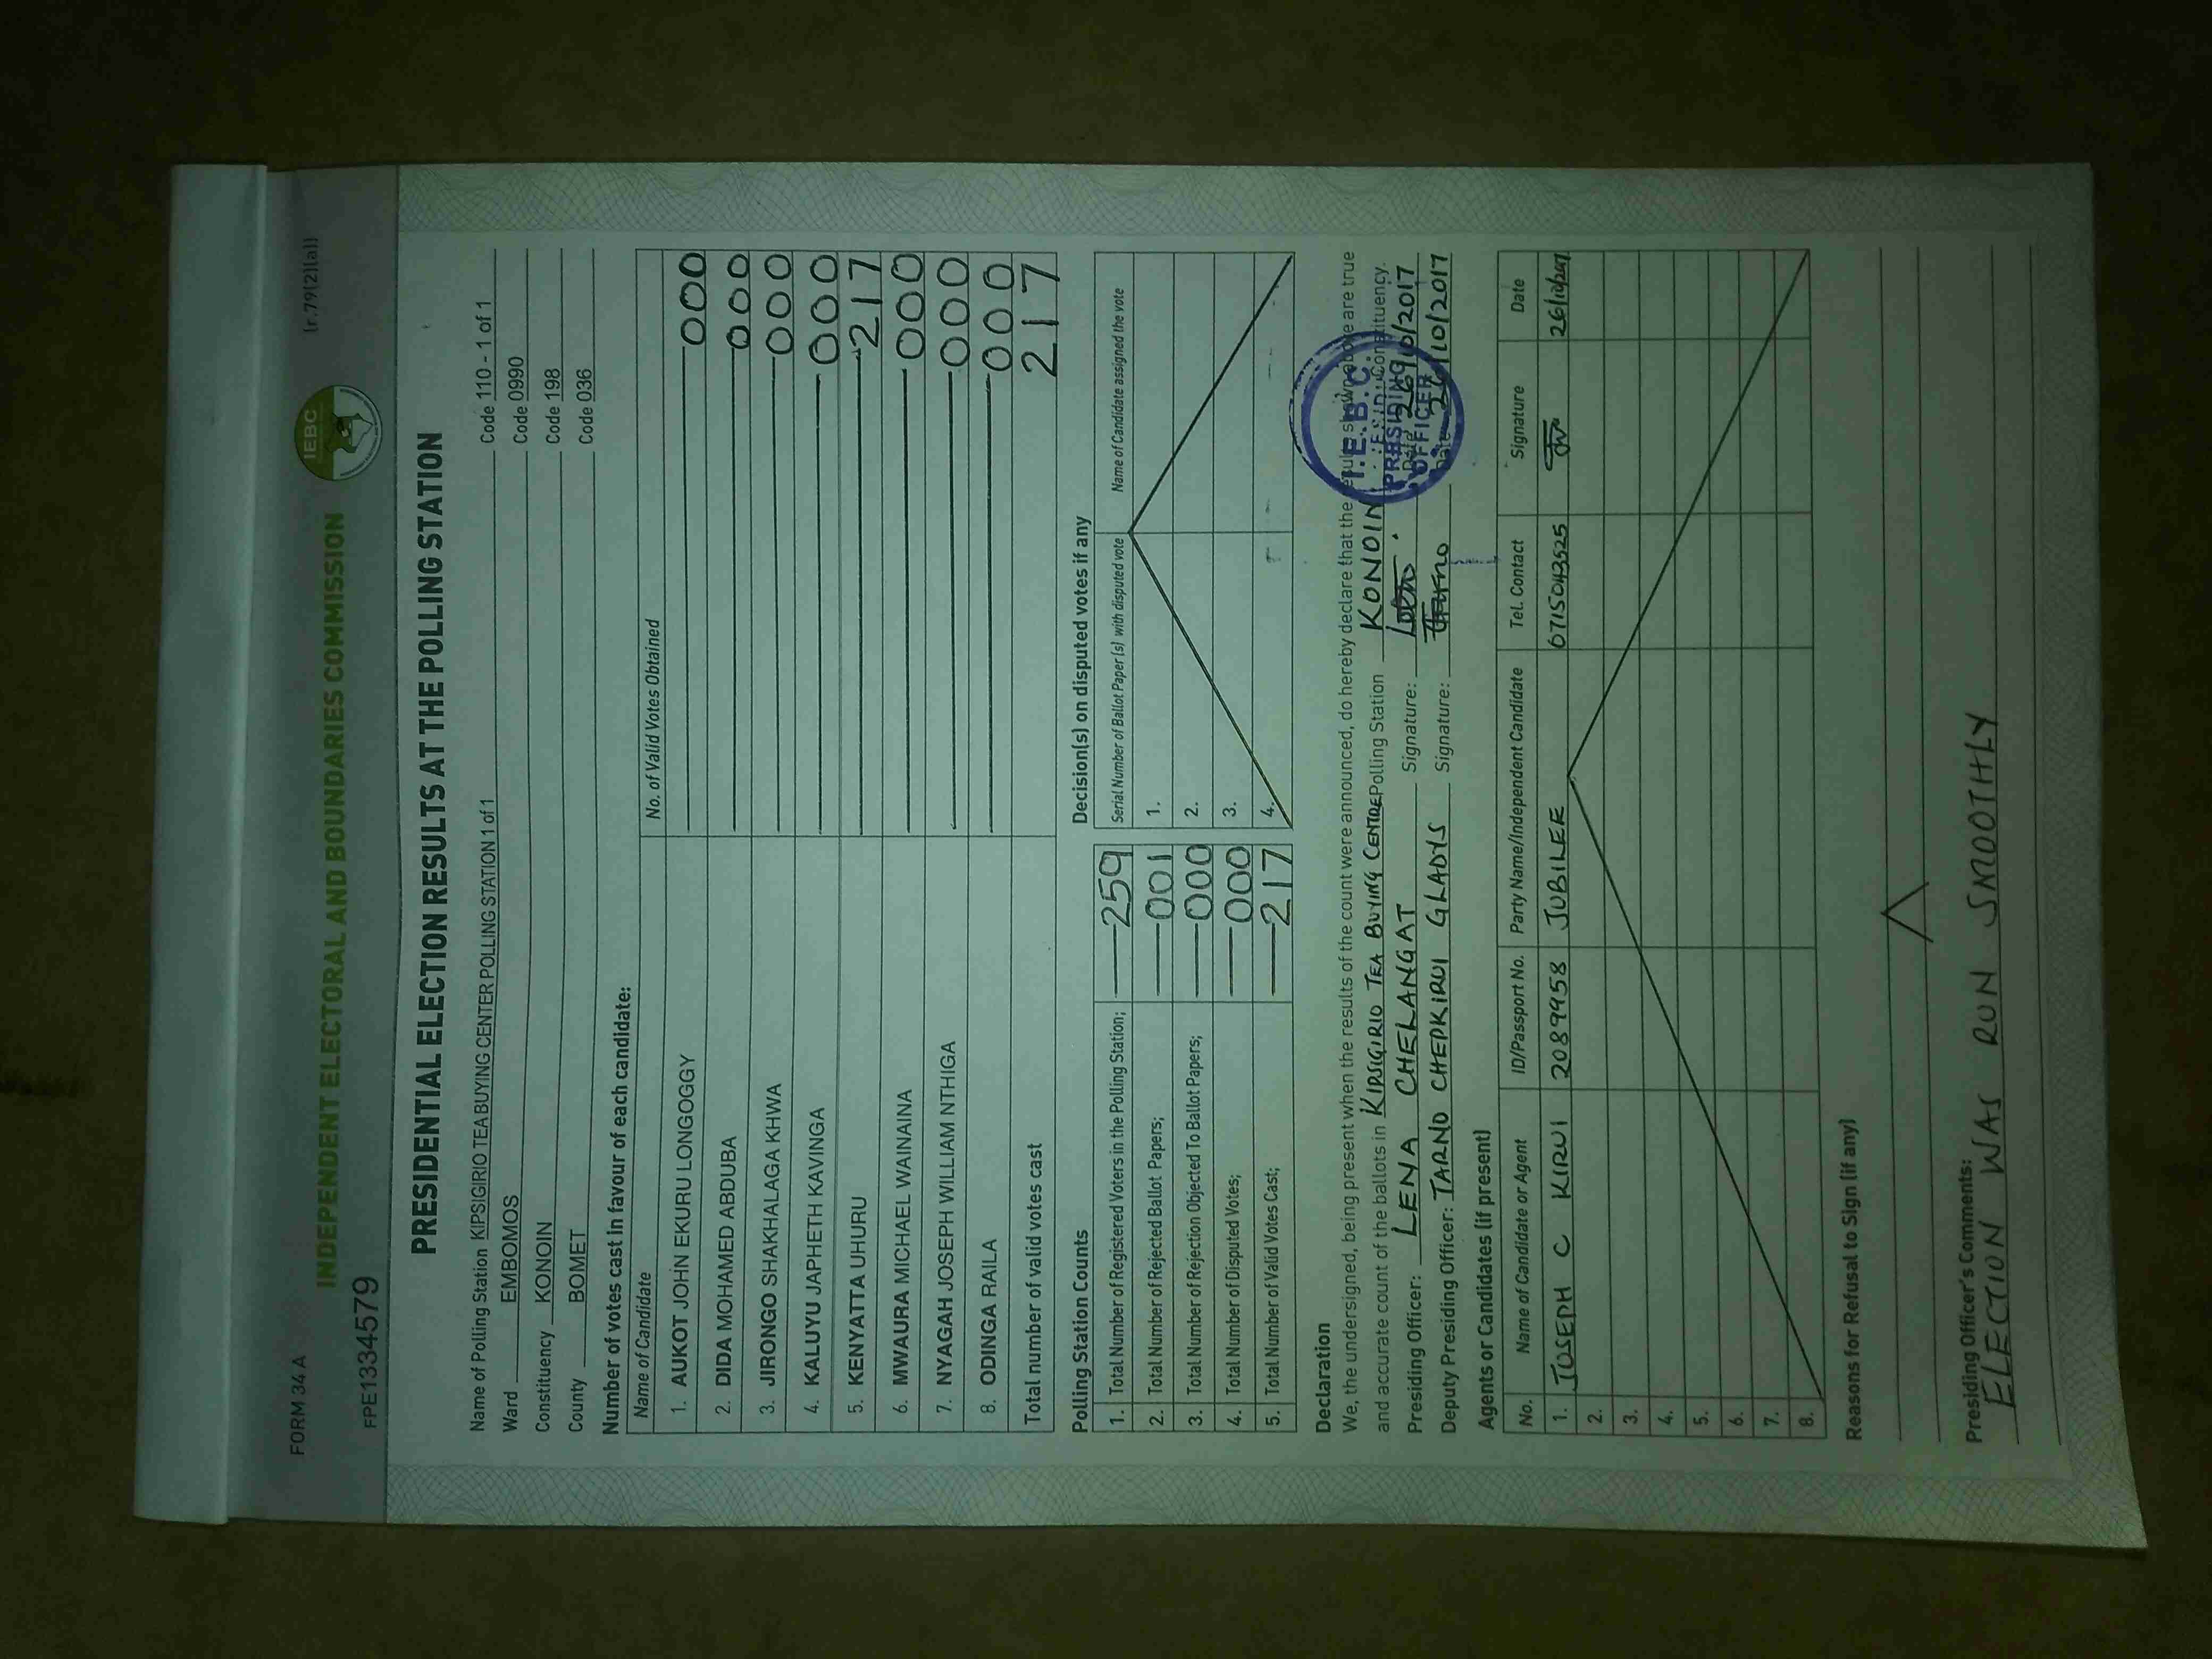 FORM 34 A
(r.79(2)(a))
INDEPENDENT ELECTORAL AND BOUNDARIES COMMISSION
IEBC
FPE1334579
PRESIDENTIAL ELECTION RESULTS AT THE POLLING STATION
Name of Polling Station KIPSIGIRIO TEA BUYING CENTER POLLING STATION 1 of 1 Code 110 - 1 of 1
Ward EMBOMOS Code 0990
Constituency KONOIN Code 198
County BOMET Code 036
Number of votes cast in favour of each candidate:
Name of Candidate No. of Valid Votes Obtained
1. AUKOT JOHN EKURU LONGOGGY 000
2. DIDA MOHAMED ABDUBA 000
3. JIRONGO SHAKHALAGA KHWA 000
4. KALUYU JAPHETH KAVINGA 000
5. KENYATTA UHURU 217
6. MWAURA MICHAEL WAINAINA 000
7. NYAGAH JOSEPH WILLIAM NTHIGA 000
8. ODINGA RAILA 000
Total number of valid votes cast 217
Polling Station Counts
1. Total Number of Registered Voters in the Polling Station; 259
2. Total Number of Rejected Ballot Papers; 001
3. Total Number of Rejection Objected To Ballot Papers; 000
4. Total Number of Disputed Votes; 000
5. Total Number of Valid Votes Cast; 217
Decision(s) on disputed votes if any
Serial Number of Ballot Paper (s) with disputed vote Name of Candidate assigned the vote
1.
2.
3.
4.
Declaration
We, the undersigned, being present when the results of the count were announced, do hereby declare that the results shown above are true
and accurate count of the ballots in KIPSIGIRIO TEA BUYING CENTRE Polling Station KONOIN Constituency.
Presiding Officer: LENA CHELANGAT Signature: Date 26/10/2017
Deputy Presiding Officer: TARNO CHEPKIRUI GLADYS Signature: Date 26/10/2017
I.E.B.C.
PRESIDING
OFFICER
Agents or Candidates (if present)
No. Name of Candidate or Agent ID/Passport No. Party Name/Independent Candidate Tel. Contact Signature Date
1. JOSEPH C KIRUI 20899958 JUBILEE 0715043525 26/10/2017
2.
3.
4.
5.
6.
7.
8.
Reasons for Refusal to Sign (if any)
Presiding Officer's Comments:
ELECTION WAS RUN SMOOTHLY